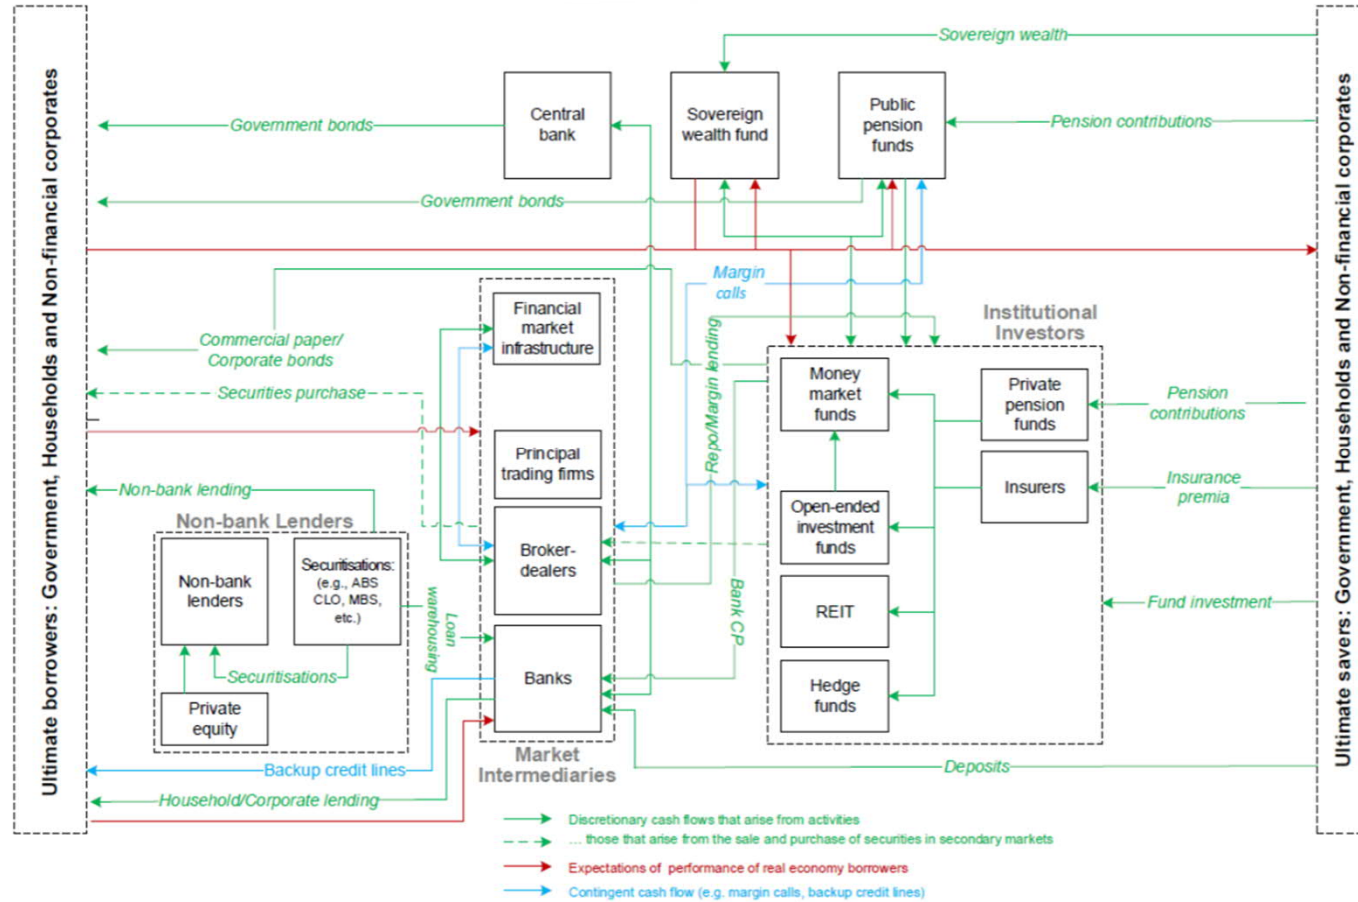 Ultimate borrowers: Government, Households and Non-financial corporates
Ultimate savers: Government, Households and Non-financial corporates
Sovereign wealth
Central
bank
Sovereign
wealth fund
Public
pension
funds
Government bonds
Pension contributions
Government bonds
Margin
calls
Institutional
Investors
Financial
market
infrastructure
Commercial paper/
Corporate bonds
Repo/Margin lending
Money
market
funds
Private
pension
funds
Pension
contributions
Securities purchase
Principal
trading firms
Non-bank lending
Insurers
Insurance
premia
Non-bank Lenders
Open-ended
investment
funds
Non-bank
lenders
Securitisations:
(e.g., ABS
CLO, MBS,
etc.)
Broker-
dealers
Loan
warehousing
Bank CP
REIT
Fund investment
Securitisations
Banks
Hedge
funds
Private
equity
Market
Intermediaries
Backup credit lines
Deposits
Household/Corporate lending
Discretionary cash flows that arise from activities
... those that arise from the sale and purchase of securities in secondary markets
Expectations of performance of real economy borrowers
Contingent cash flow (e.g. margin calls, backup credit lines)